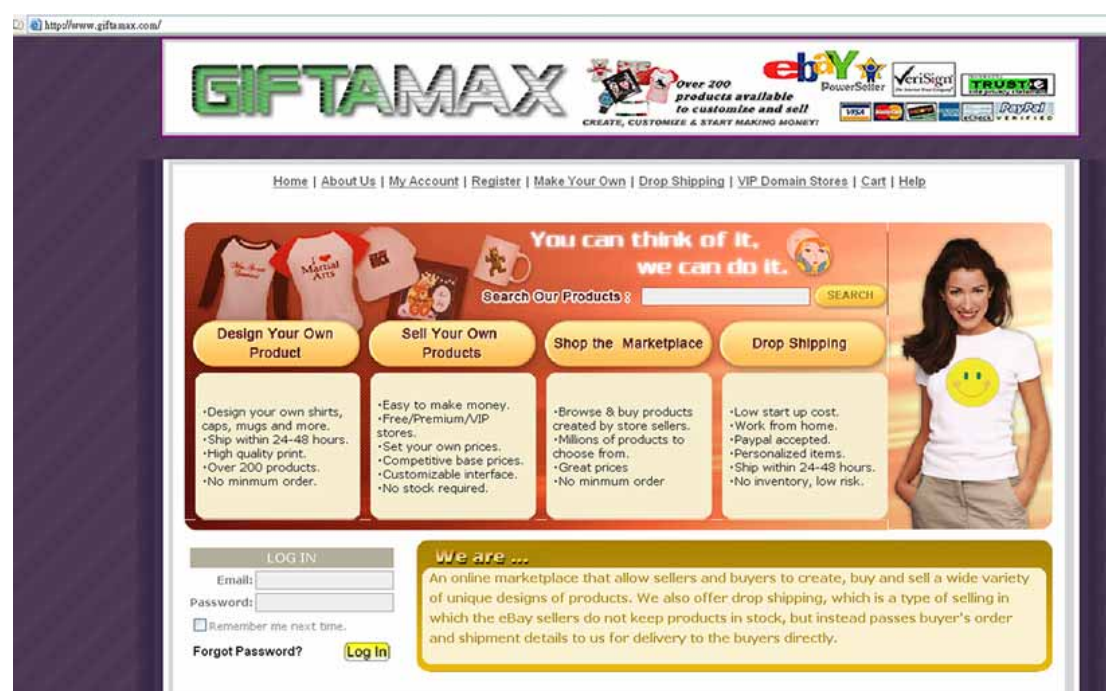 http://www.giftamax.com/
GIFTAMAX
Over 200
products available
to customize and sell
CREATE, CUSTOMIZE & START MAKING MONEY!
ebaY
PowerSeller
VeriSign
TRUSTe
VISA
eCheck
PayPal
VERIFIED
Home | About Us | My Account | Register | Make Your Own | Drop Shipping | VIP Domain Stores | Cart | Help
You can think of it,
we can do it.
I ♥
Martial
Arts
Search Our Products :
SEARCH
Design Your Own
Product
•Design your own shirts,
caps, mugs and more.
•Ship within 24-48 hours.
•High quality print.
•Over 200 products.
•No minmum order.
Sell Your Own
Products
•Easy to make money.
•Free/Premium/VIP
stores.
•Set your own prices.
•Competitive base prices.
•Customizable interface.
•No stock required.
Shop the Marketplace
•Browse & buy products
created by store sellers.
•Millions of products to
choose from.
•Great prices
•No minmum order
Drop Shipping
•Low start up cost.
•Work from home.
•Paypal accepted.
•Personalized items.
•Ship within 24-48 hours.
•No inventory, low risk.
LOG IN
Email:
Password:
Remember me next time.
Forgot Password?
Log In
We are ...
An online marketplace that allow sellers and buyers to create, buy and sell a wide variety
of unique designs of products. We also offer drop shipping, which is a type of selling in
which the eBay sellers do not keep products in stock, but instead passes buyer's order
and shipment details to us for delivery to the buyers directly.